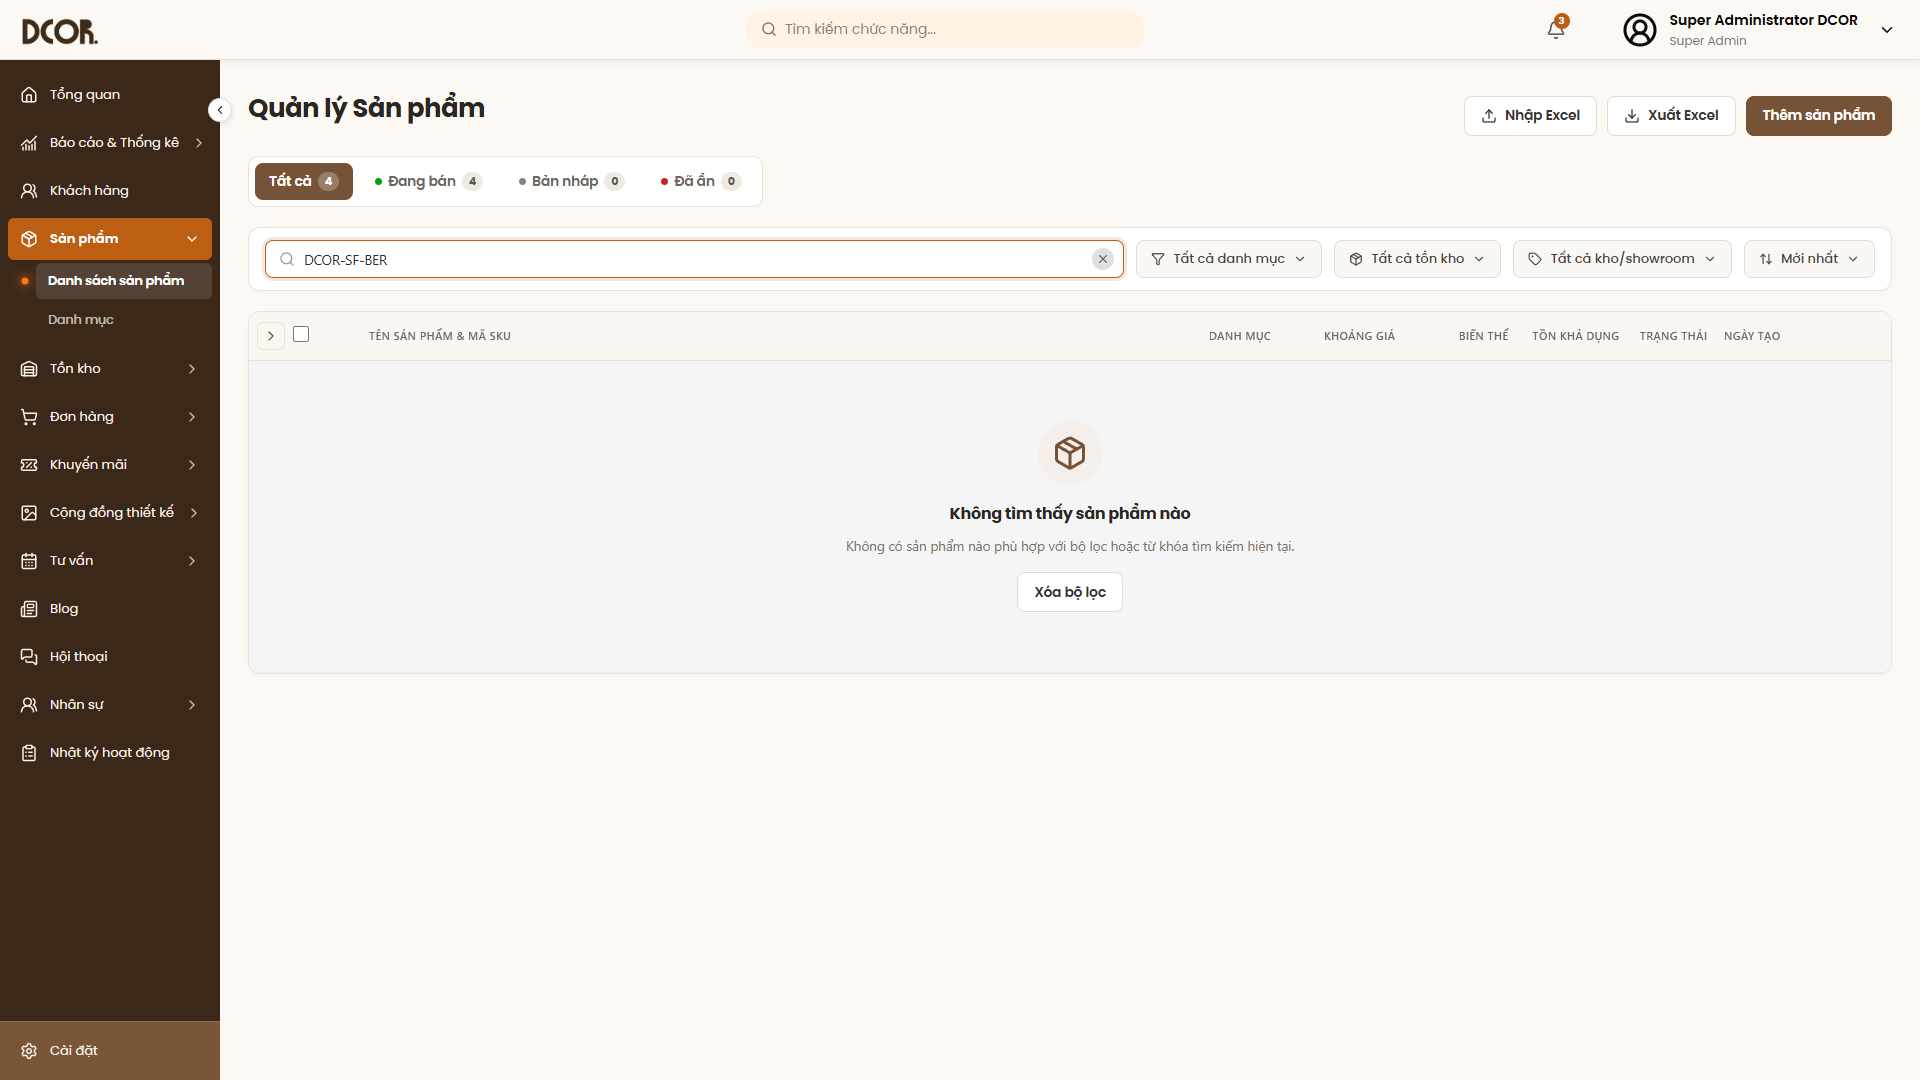 DCOR.
Tìm kiếm chức năng...
3
Super Administrator DCOR
Super Admin
Tổng quan
Báo cáo & Thống kê
Khách hàng
Sản phẩm
Danh sách sản phẩm
Danh mục
Tồn kho
Đơn hàng
Khuyến mãi
Cộng đồng thiết kế
Tư vấn
Blog
Hội thoại
Nhân sự
Nhật ký hoạt động
Cài đặt
Quản lý Sản phẩm
Nhập Excel
Xuất Excel
Thêm sản phẩm
Tất cả 4
Đang bán 4
Bản nháp 0
Đã ẩn 0
DCOR-SF-BER
Tất cả danh mục
Tất cả tồn kho
Tất cả kho/showroom
Mới nhất
TÊN SẢN PHẨM & MÃ SKU
DANH MỤC
KHOẢNG GIÁ
BIẾN THỂ
TỒN KHẢ DỤNG
TRẠNG THÁI
NGÀY TẠO
Không tìm thấy sản phẩm nào
Không có sản phẩm nào phù hợp với bộ lọc hoặc từ khóa tìm kiếm hiện tại.
Xóa bộ lọc